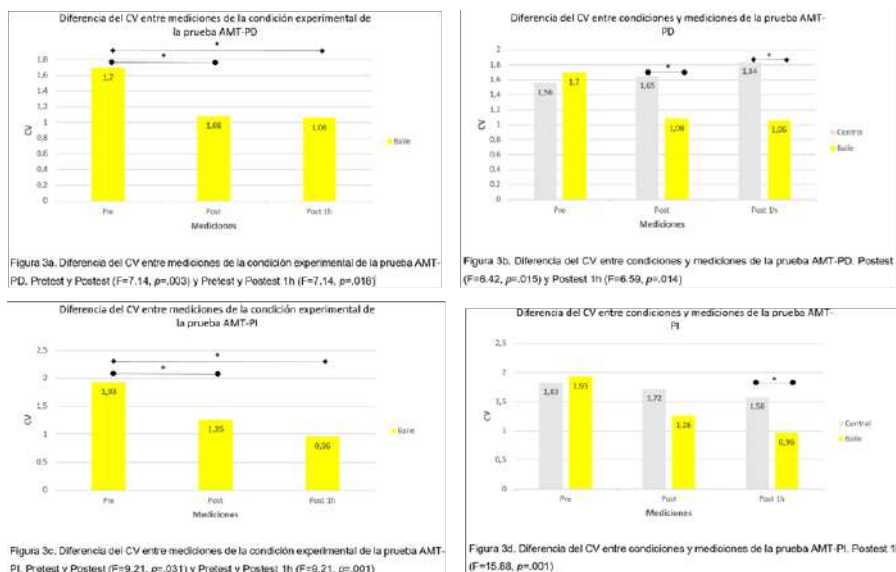 Diferencia del CV entre mediciones de la condición experimental de
la prueba AMT-PD
*
*
1,8
1,6
1,4
1,2
1
0,8
0,6
0,4
0,2
0
CV
1,7
1,08
1,06
Pre
Post
Post 1h
Mediciones
Baile
Figura 3a. Diferencia del CV entre mediciones de la condición experimental de la prueba AMT-
PD. Pretest y Postest (F=7.14, p=.003) y Pretest y Postest 1h (F=7.14, p=.018)
Diferencia del CV entre condiciones y mediciones de la prueba AMT-
PD
*
*
2
1,8
1,6
1,4
1,2
1
0,8
0,6
0,4
0,2
0
CV
1,56
1,7
1,65
1,08
1,84
1,06
Pre
Post
Post 1h
Mediciones
Control
Baile
Figura 3b. Diferencia del CV entre condiciones y mediciones de la prueba AMT-PD. Postest
(F=6.42, p=.015) y Postest 1h (F=6.59, p=.014)
Diferencia del CV entre mediciones de la condición experimental de
la prueba AMT-PI
*
*
2,5
2
1,5
1
0,5
0
CV
1,93
1,26
0,96
Pre
Post
Post 1h
Mediciones
Baile
Figura 3c. Diferencia del CV entre mediciones de la condición experimental de la prueba AMT-
PI. Pretest y Postest (F=9.21, p=.031) y Pretest y Postest 1h (F=9.21, p=.001)
Diferencia del CV entre condiciones y mediciones de la prueba AMT-
PI
*
2,5
2
1,5
1
0,5
0
CV
1,83
1,93
1,72
1,26
1,58
0,96
Pre
Post
Post 1h
Mediciones
Control
Baile
Figura 3d. Diferencia del CV entre condiciones y mediciones de la prueba AMT-PI. Postest 1
(F=15.88, p=.001)